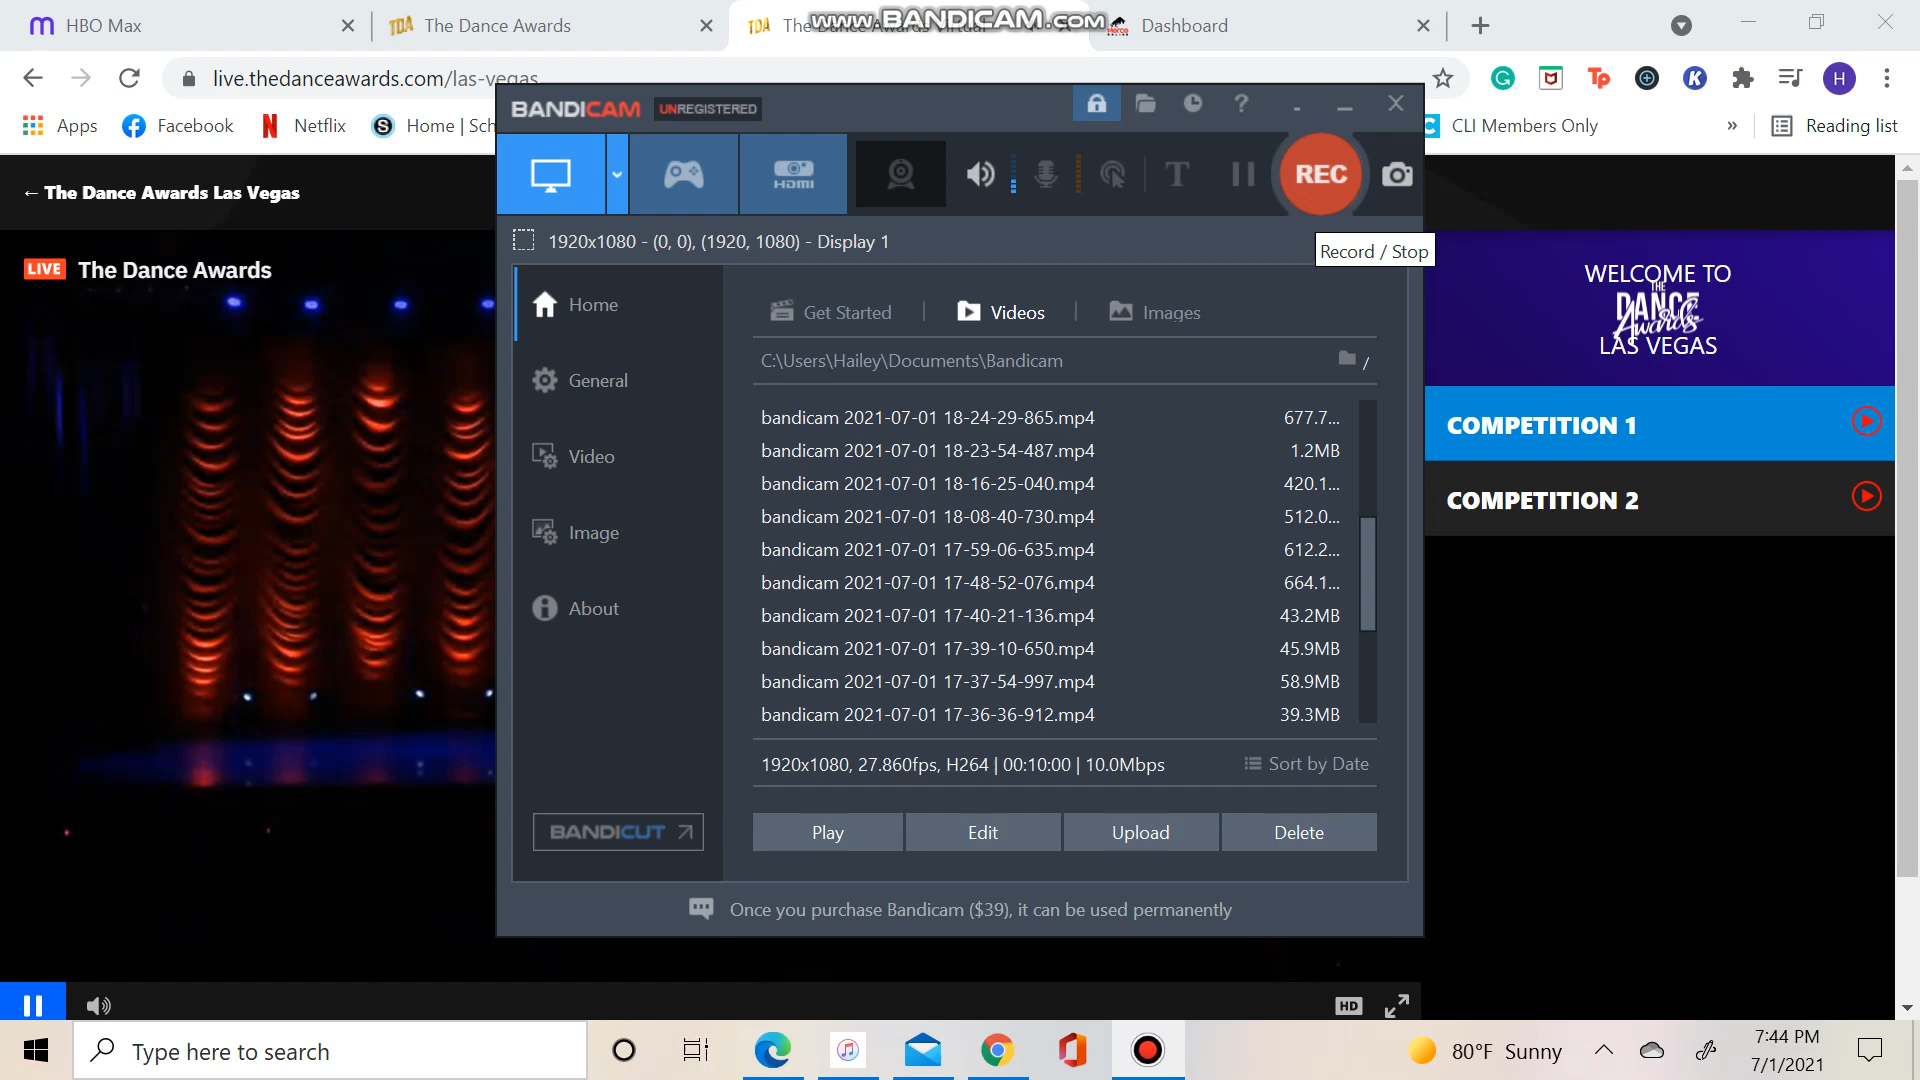 HBO Max
The Dance Awards
The Dance Awards Virtual
www.BANDICAM.com
Dashboard
live.thedanceawards.com/las-vegas
H
Apps
Facebook
Netflix
Home | Sch
CLI Members Only
»
Reading list
← The Dance Awards Las Vegas
LIVE The Dance Awards
BANDICAM UNREGISTERED
HDMI
REC
1920x1080 - (0, 0), (1920, 1080) - Display 1
Record / Stop
Home
General
Video
Image
About
BANDICUT
Get Started
Videos
Images
C:\Users\Hailey\Documents\Bandicam
bandicam 2021-07-01 18-24-29-865.mp4 677.7...
bandicam 2021-07-01 18-23-54-487.mp4 1.2MB
bandicam 2021-07-01 18-16-25-040.mp4 420.1...
bandicam 2021-07-01 18-08-40-730.mp4 512.0...
bandicam 2021-07-01 17-59-06-635.mp4 612.2...
bandicam 2021-07-01 17-48-52-076.mp4 664.1...
bandicam 2021-07-01 17-40-21-136.mp4 43.2MB
bandicam 2021-07-01 17-39-10-650.mp4 45.9MB
bandicam 2021-07-01 17-37-54-997.mp4 58.9MB
bandicam 2021-07-01 17-36-36-912.mp4 39.3MB
1920x1080, 27.860fps, H264 | 00:10:00 | 10.0Mbps
Sort by Date
Play
Edit
Upload
Delete
Once you purchase Bandicam ($39), it can be used permanently
WELCOME TO
THE
DANCE
Awards
LAS VEGAS
COMPETITION 1
COMPETITION 2
HD
Type here to search
80°F Sunny
7:44 PM
7/1/2021